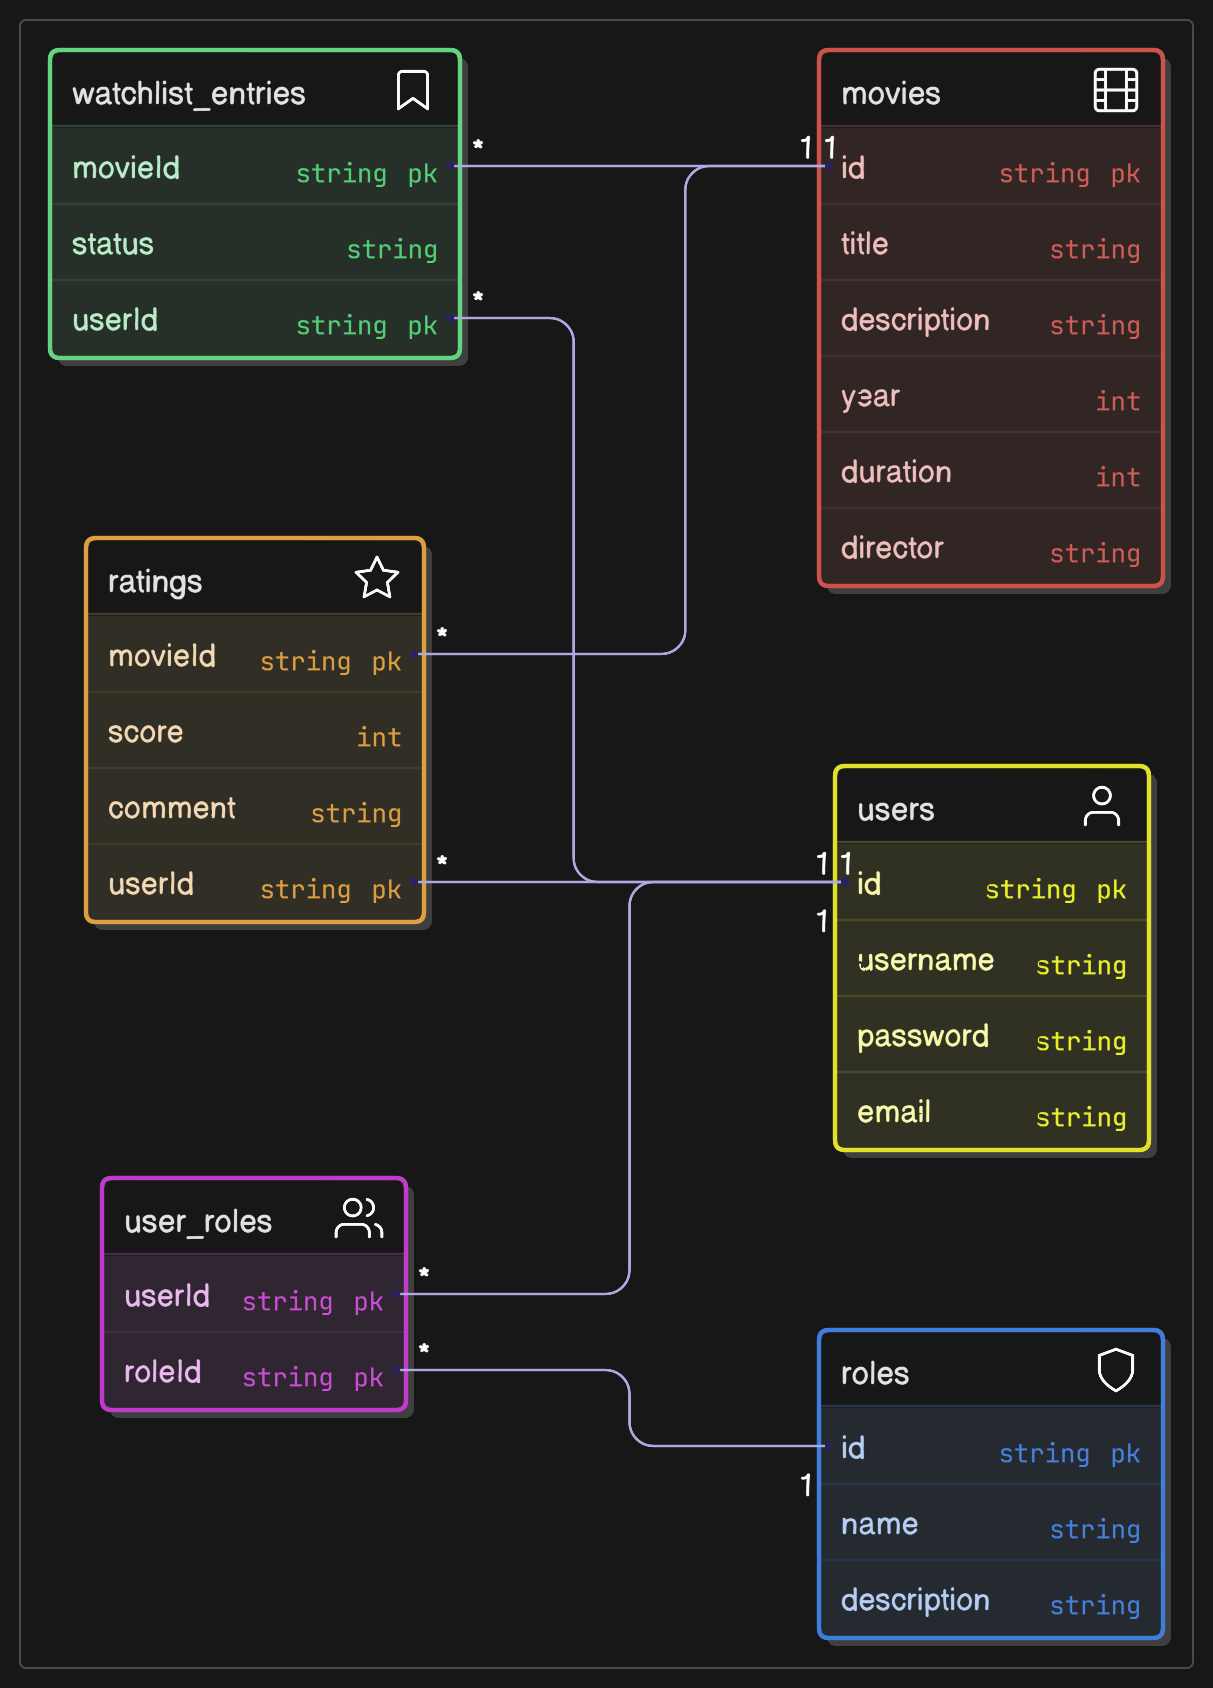 watchlist_entries
movieId string pk
status string
userId string pk
*
*
movies
1 1
id string pk
title string
description string
year int
duration int
director string
ratings
movieId string pk
score int
comment string
userId string pk
*
*
users
1 1
id string pk
1
username string
password string
email string
user_roles
userId string pk
roleId string pk
*
*
roles
id string pk
1
name string
description string